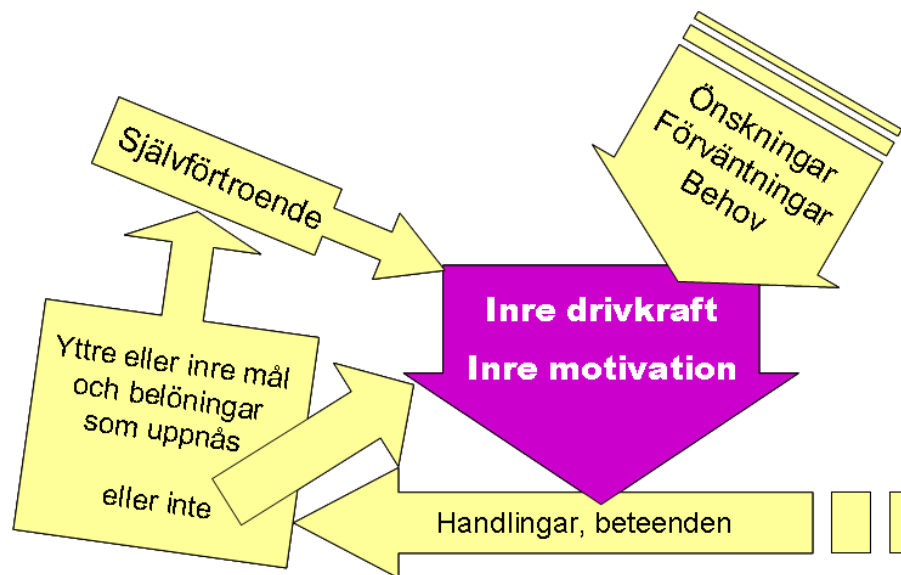 Önskningar
Förväntningar
Behov
Självförtroende
Inre drivkraft
Inre motivation
Yttre eller inre mål
och belöningar
som uppnås
eller inte
Handlingar, beteenden